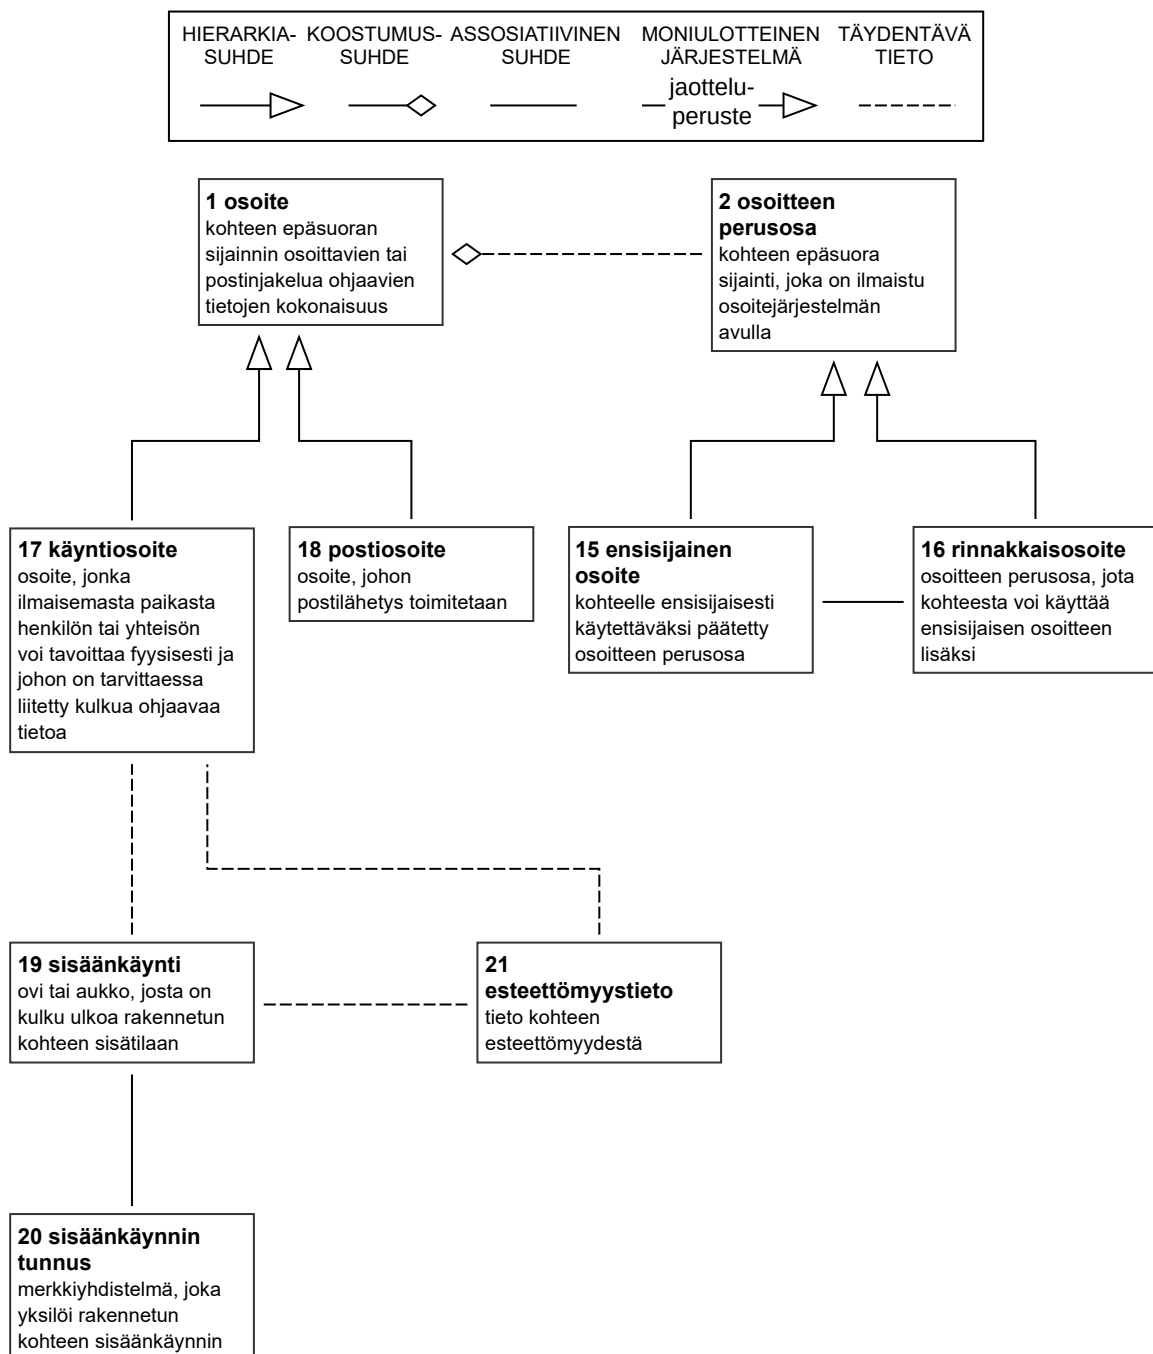 HIERARKIA-
SUHDE
KOOSTUMUS-
SUHDE
ASSOSIATIIVINEN
SUHDE
MONIULOTTEINEN
JÄRJESTELMÄ
jaottelu-
peruste
TÄYDENTÄVÄ
TIETO
1 osoite
kohteen epäsuoran
sijainnin osoittavien tai
postinjakelua ohjaavien
tietojen kokonaisuus
2 osoitteen
perusosa
kohteen epäsuora
sijainti, joka on ilmaistu
osoitejärjestelmän
avulla
17 käyntiosoite
osoite, jonka
ilmaisemasta paikasta
henkilön tai yhteisön
voi tavoittaa fyysisesti ja
johon on tarvittaessa
liitetty kulkua ohjaavaa
tietoa
18 postiosoite
osoite, johon
postilähetys toimitetaan
15 ensisijainen
osoite
kohteelle ensisijaisesti
käytettäväksi päätetty
osoitteen perusosa
16 rinnakkaisosoite
osoitteen perusosa, jota
kohteesta voi käyttää
ensisijaisen osoitteen
lisäksi
19 sisäänkäynti
ovi tai aukko, josta on
kulku ulkoa rakennetun
kohteen sisätilaan
21
esteettömyystieto
tieto kohteen
esteettömyydestä
20 sisäänkäynnin
tunnus
merkkiyhdistelmä, joka
yksilöi rakennetun
kohteen sisäänkäynnin